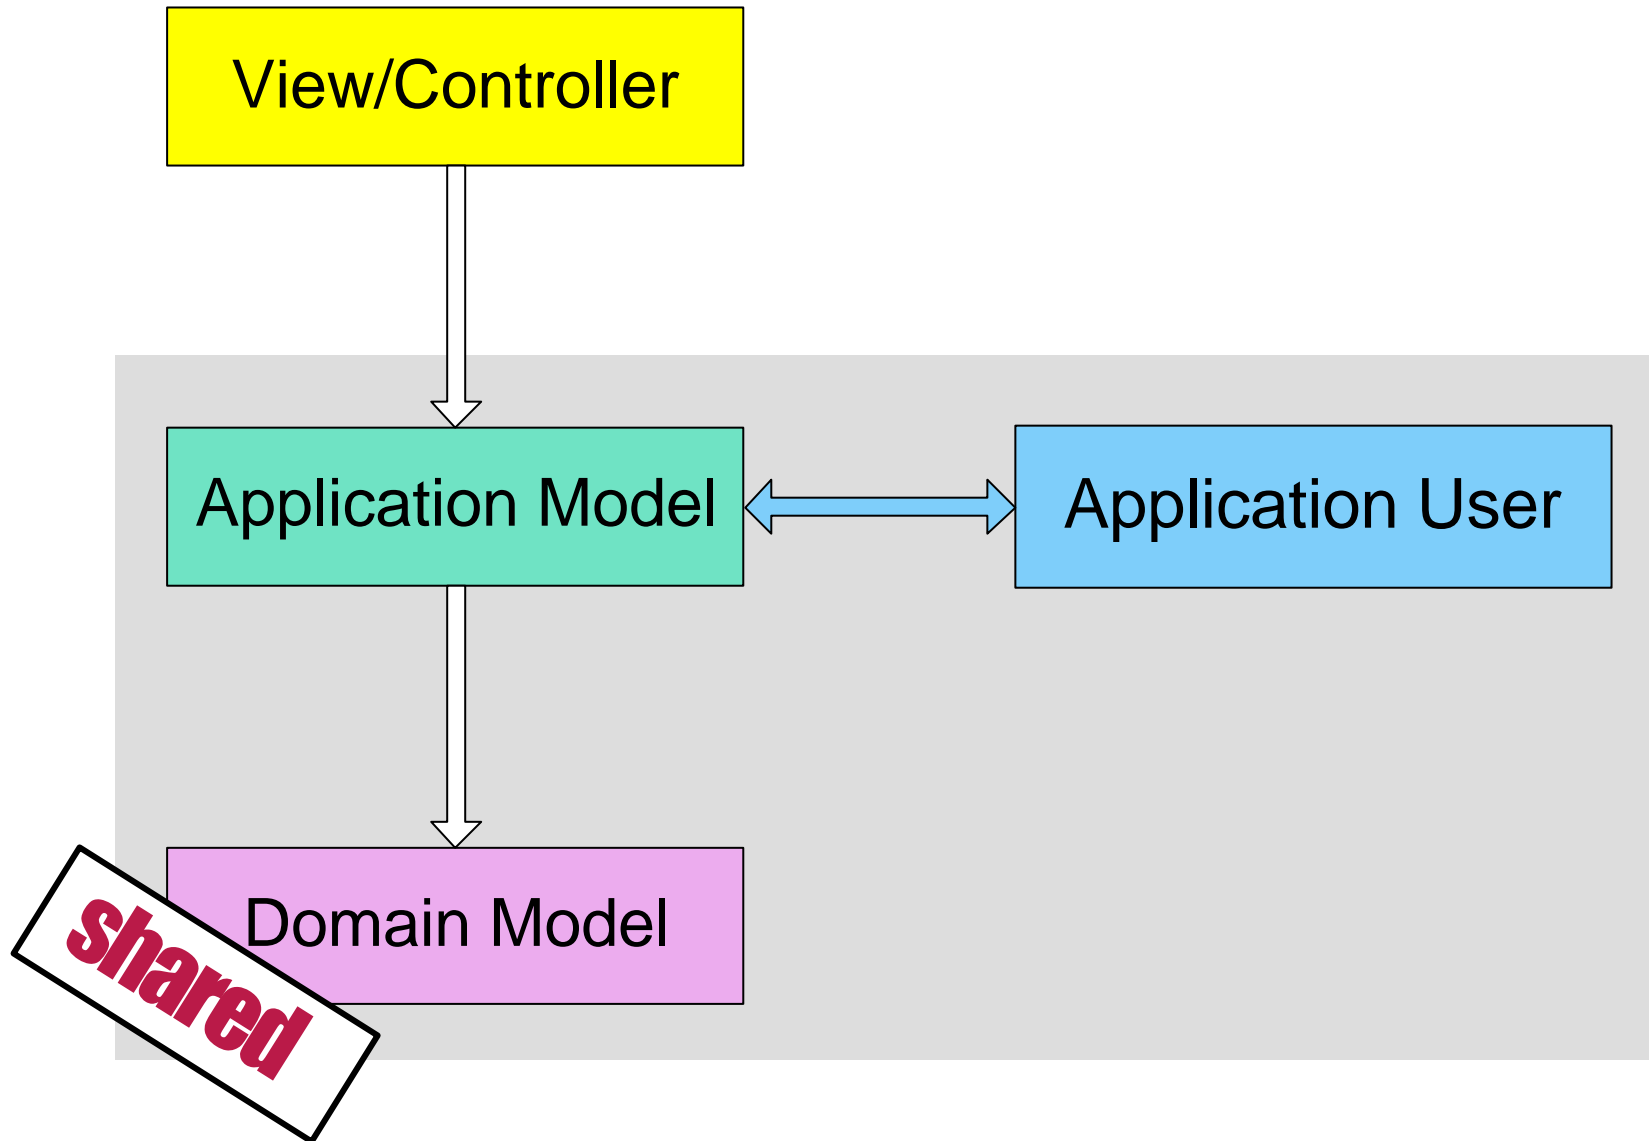 View/Controller
Application Model
Application User
Domain Model
shared